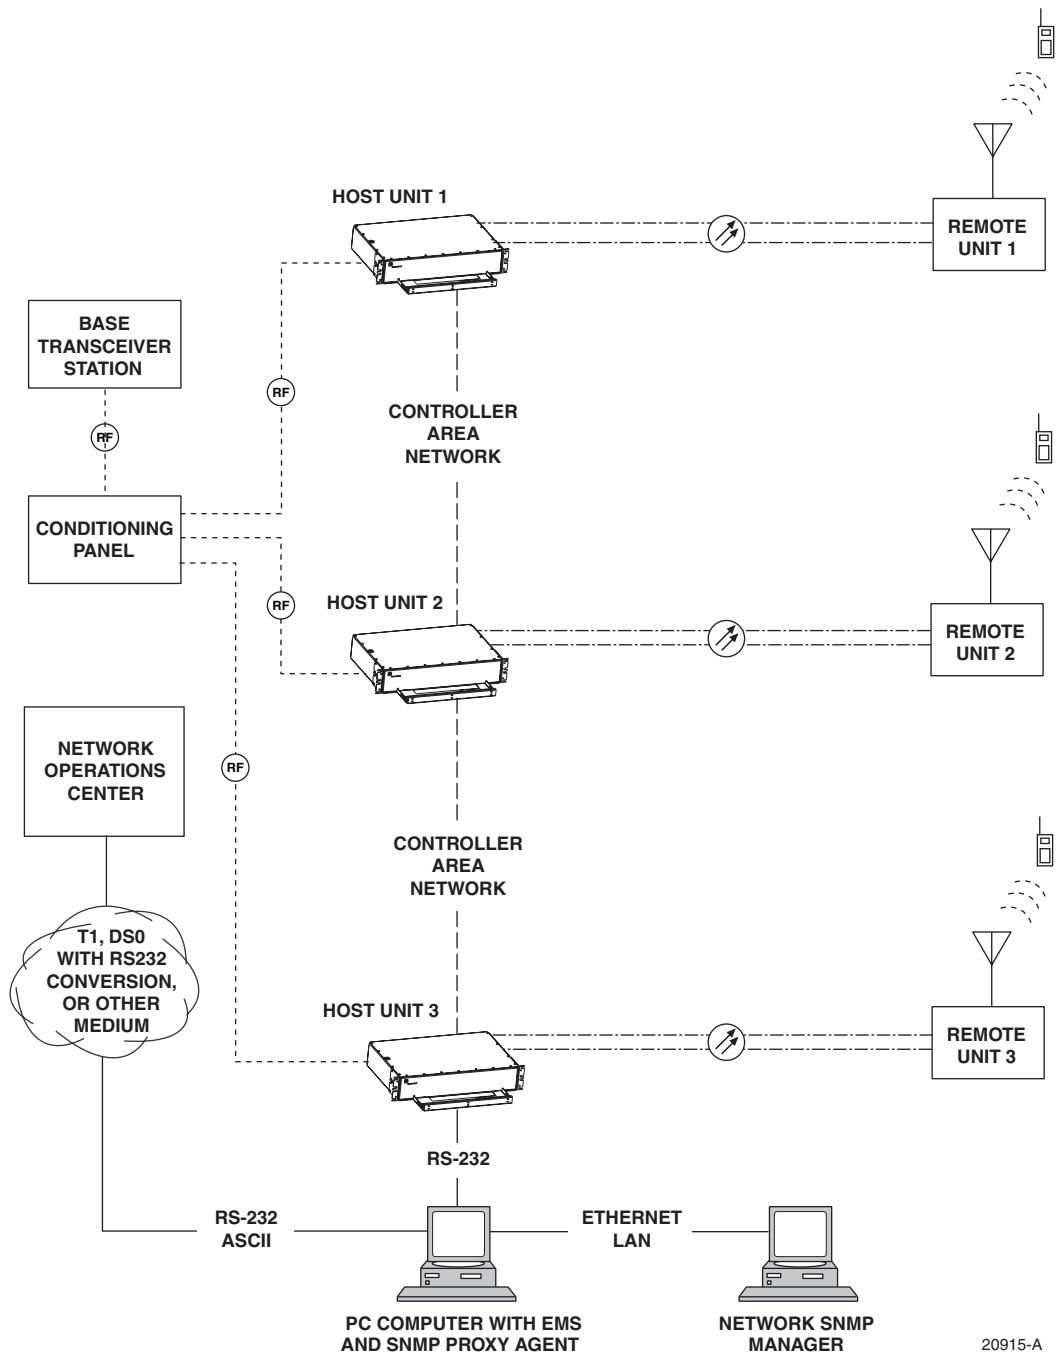 HOST UNIT 1
REMOTE
UNIT 1
BASE
TRANSCEIVER
STATION
RF
RF
CONTROLLER
AREA
NETWORK
CONDITIONING
PANEL
RF
HOST UNIT 2
REMOTE
UNIT 2
NETWORK
OPERATIONS
CENTER
RF
CONTROLLER
AREA
NETWORK
T1, DS0
WITH RS232
CONVERSION,
OR OTHER
MEDIUM
HOST UNIT 3
REMOTE
UNIT 3
RS-232
RS-232
ASCII
ETHERNET
LAN
PC COMPUTER WITH EMS
AND SNMP PROXY AGENT
NETWORK SNMP
MANAGER
20915-A